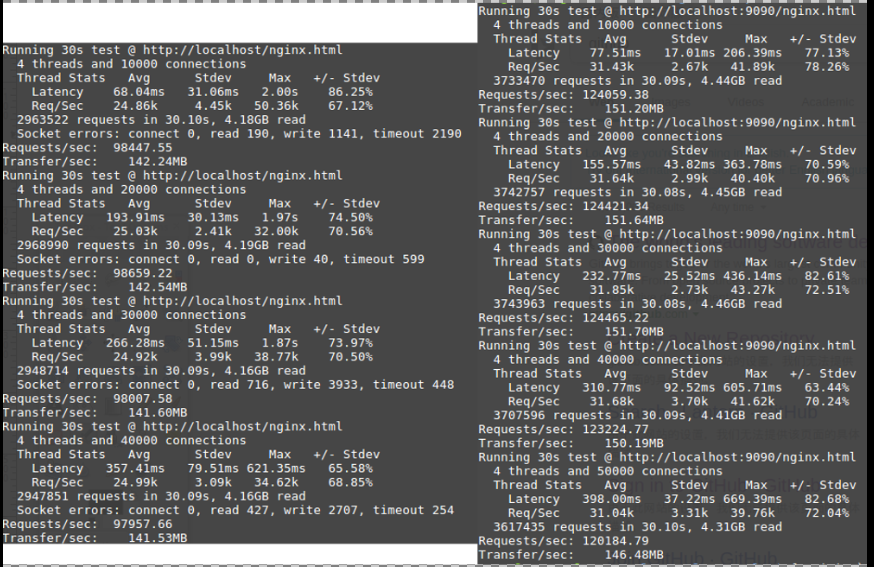 Running 30s test @ http://localhost/nginx.html
4 threads and 10000 connections
Thread Stats Avg Stdev Max +/- Stdev
Latency 68.04ms 31.06ms 2.00s 86.25%
Req/Sec 24.86k 4.45k 50.36k 67.12%
2963522 requests in 30.10s, 4.18GB read
Socket errors: connect 0, read 190, write 1141, timeout 2190
Requests/sec: 98447.55
Transfer/sec: 142.24MB
Running 30s test @ http://localhost/nginx.html
4 threads and 20000 connections
Thread Stats Avg Stdev Max +/- Stdev
Latency 193.91ms 30.13ms 1.97s 74.50%
Req/Sec 25.03k 2.41k 32.00k 70.56%
2968990 requests in 30.09s, 4.19GB read
Socket errors: connect 0, read 0, write 40, timeout 599
Requests/sec: 98659.22
Transfer/sec: 142.54MB
Running 30s test @ http://localhost/nginx.html
4 threads and 30000 connections
Thread Stats Avg Stdev Max +/- Stdev
Latency 266.28ms 51.15ms 1.87s 73.97%
Req/Sec 24.92k 3.99k 38.77k 70.50%
2948714 requests in 30.09s, 4.16GB read
Socket errors: connect 0, read 716, write 3933, timeout 448
Requests/sec: 98007.58
Transfer/sec: 141.60MB
Running 30s test @ http://localhost/nginx.html
4 threads and 40000 connections
Thread Stats Avg Stdev Max +/- Stdev
Latency 357.41ms 79.51ms 621.35ms 65.58%
Req/Sec 24.99k 3.09k 34.62k 68.85%
2947851 requests in 30.09s, 4.16GB read
Socket errors: connect 0, read 427, write 2707, timeout 254
Requests/sec: 97957.66
Transfer/sec: 141.53MB
Running 30s test @ http://localhost:9090/nginx.html
4 threads and 10000 connections
Thread Stats Avg Stdev Max +/- Stdev
Latency 77.51ms 17.01ms 206.39ms 77.13%
Req/Sec 31.43k 2.67k 41.89k 78.26%
3733470 requests in 30.09s, 4.44GB read
Requests/sec: 124059.38
Transfer/sec: 151.20MB
Running 30s test @ http://localhost:9090/nginx.html
4 threads and 20000 connections
Thread Stats Avg Stdev Max +/- Stdev
Latency 155.57ms 43.82ms 363.78ms 70.59%
Req/Sec 31.64k 2.99k 40.40k 70.96%
3742757 requests in 30.08s, 4.45GB read
Requests/sec: 124421.34
Transfer/sec: 151.64MB
Running 30s test @ http://localhost:9090/nginx.html
4 threads and 30000 connections
Thread Stats Avg Stdev Max +/- Stdev
Latency 232.77ms 25.52ms 436.14ms 82.61%
Req/Sec 31.85k 2.73k 43.27k 72.51%
3743963 requests in 30.08s, 4.46GB read
Requests/sec: 124465.22
Transfer/sec: 151.70MB
Running 30s test @ http://localhost:9090/nginx.html
4 threads and 40000 connections
Thread Stats Avg Stdev Max +/- Stdev
Latency 310.77ms 92.52ms 605.71ms 63.44%
Req/Sec 31.68k 3.70k 41.62k 70.24%
3707596 requests in 30.09s, 4.41GB read
Requests/sec: 123224.77
Transfer/sec: 150.19MB
Running 30s test @ http://localhost:9090/nginx.html
4 threads and 50000 connections
Thread Stats Avg Stdev Max +/- Stdev
Latency 398.00ms 37.22ms 669.39ms 82.68%
Req/Sec 31.04k 3.31k 39.76k 72.04%
3617435 requests in 30.10s, 4.31GB read
Requests/sec: 120184.79
Transfer/sec: 146.48MB